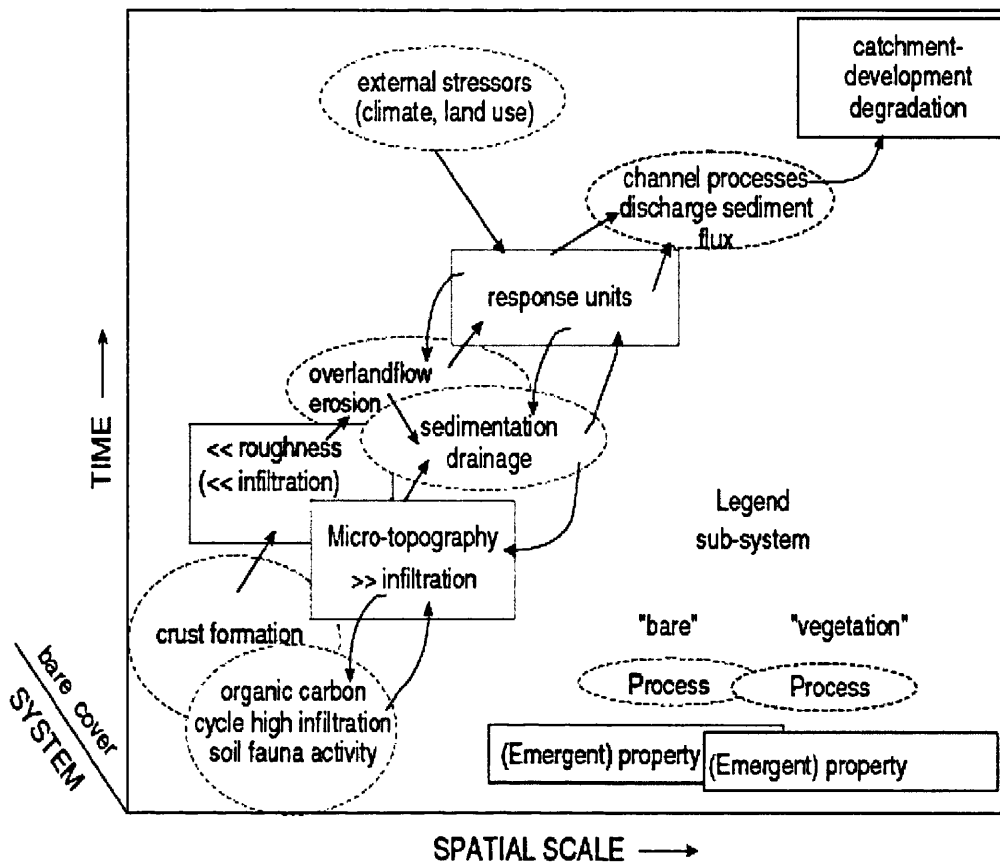 external stressors
(climate, land use)
catchment-
development
degradation
channel processes
discharge sediment
flux
response units
overlandflow
erosion
sedimentation
drainage
<< roughness
(<< infiltration)
Micro-topography
>> infiltration
crust formation
organic carbon
cycle high infiltration
soil fauna activity
Legend
sub-system
"bare" "vegetation"
Process Process
(Emergent) property (Emergent) property
TIME
bare cover
SYSTEM
SPATIAL SCALE